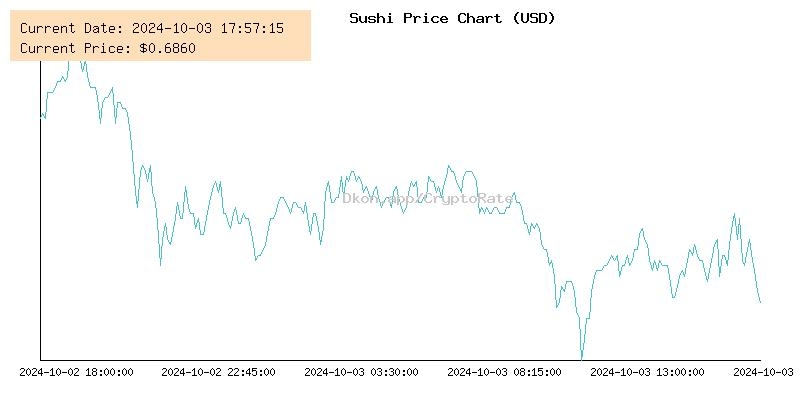 Sushi Price Chart (USD)
Current Date: 2024-10-03 17:57:15
Current Price: $0.6860
Dkon.app/CryptoRate
2024-10-02 18:00:00
2024-10-02 22:45:00
2024-10-03 03:30:00
2024-10-03 08:15:00
2024-10-03 13:00:00
2024-10-03